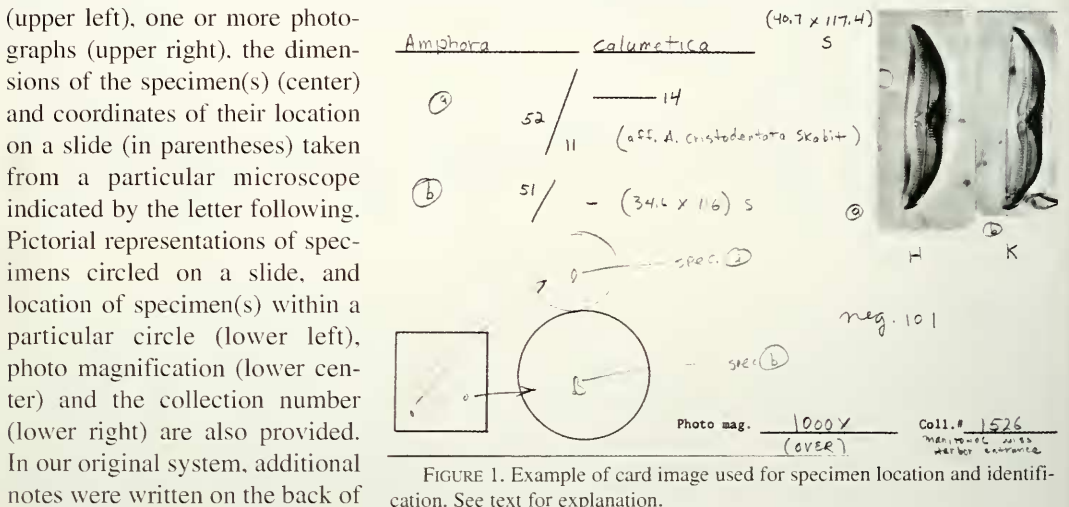 (upper left), one or more photo-
graphs (upper right), the dimen-
sions of the specimen(s) (center)
and coordinates of their location
on a slide (in parentheses) taken
from a particular microscope
indicated by the letter following.
Pictorial representations of spec-
imens circled on a slide, and
location of specimen(s) within a
particular circle (lower left),
photo magnification (lower cen-
ter) and the collection number
(lower right) are also provided.
In our original system, additional
notes were written on the back of
(40.7 x 117.4)
S
Amphora calumetica
a 52/11 14
(aff. A. cristodentata Skabit)
b 51/ - (34.6 x 116) S
a
b
H K
spec. a
neg. 101
spec b
Photo mag. 1000X Coll.# 1526
(OVER) Manitowoc Wiss
Harbor entrance
FIGURE 1. Example of card image used for specimen location and identifi-
cation. See text for explanation.